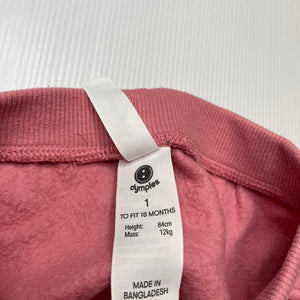 dymples
1
TO FIT 18 MONTHS
Height: 84cm
Mass: 12kg
MADE IN
BANGLADESH